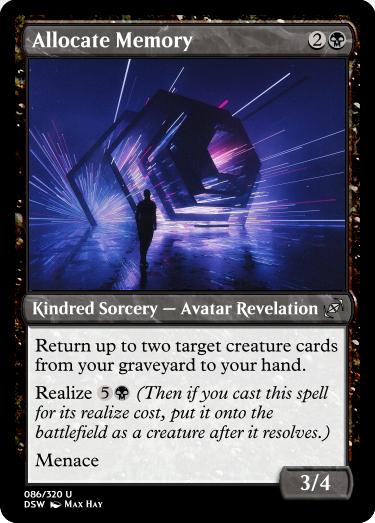 Allocate Memory 2
Kindred Sorcery — Avatar Revelation
Return up to two target creature cards
from your graveyard to your hand.
Realize 5 (Then if you cast this spell
for its realize cost, put it onto the
battlefield as a creature after it resolves.)
Menace
3/4
086/320 U
DSW Max Hay